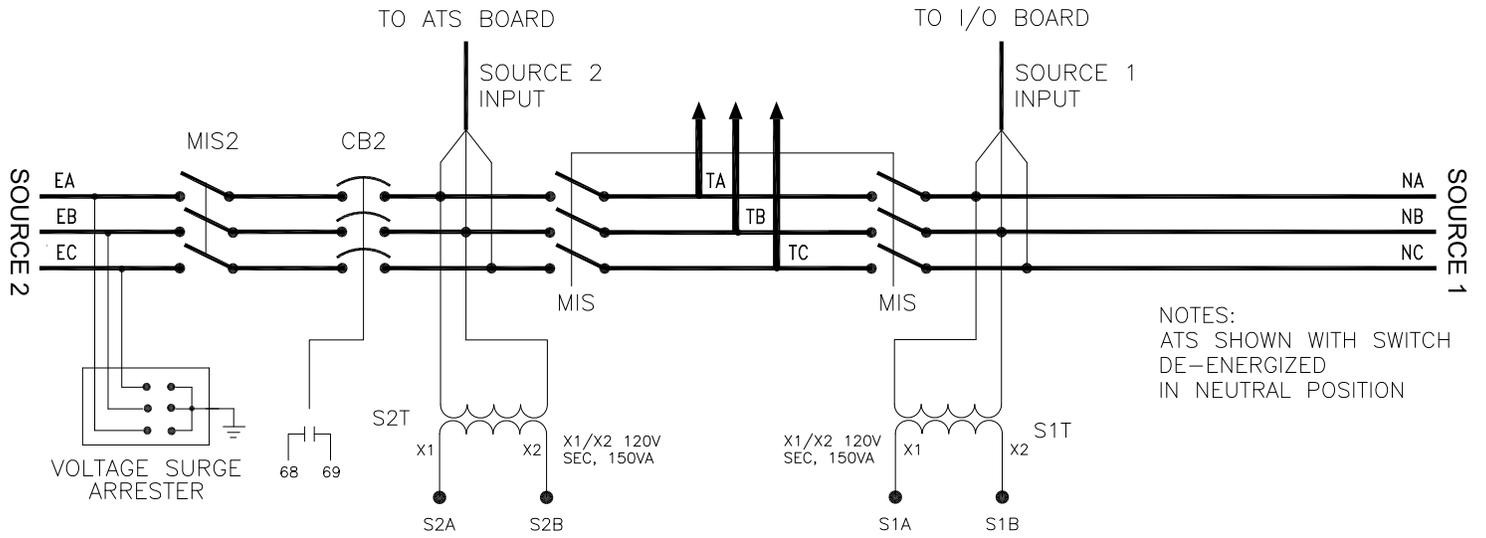 TO ATS BOARD
TO I/O BOARD
SOURCE 2
INPUT
SOURCE 1
INPUT
MIS2
CB2
SOURCE 2
EA
EB
EC
TA
TB
TC
NA
NB
NC
SOURCE 1
MIS
MIS
NOTES:
ATS SHOWN WITH SWITCH
DE-ENERGIZED
IN NEUTRAL POSITION
VOLTAGE SURGE
ARRESTER
68
69
S2T
X1
X2
X1/X2 120V
SEC, 150VA
X1/X2 120V
SEC, 150VA
X1
X2
S1T
S2A
S2B
S1A
S1B